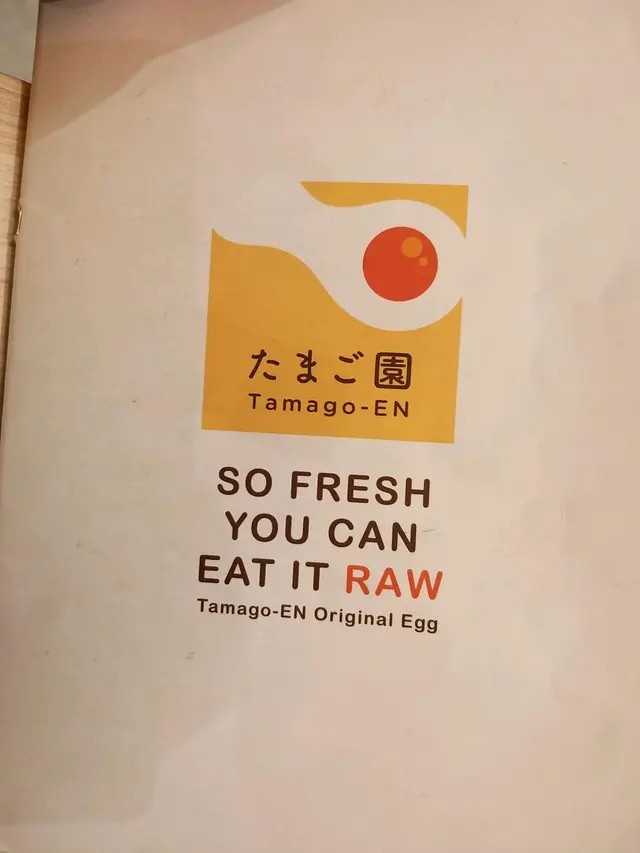 たまご園
Tamago-EN
SO FRESH
YOU CAN
EAT IT RAW
Tamago-EN Original Egg